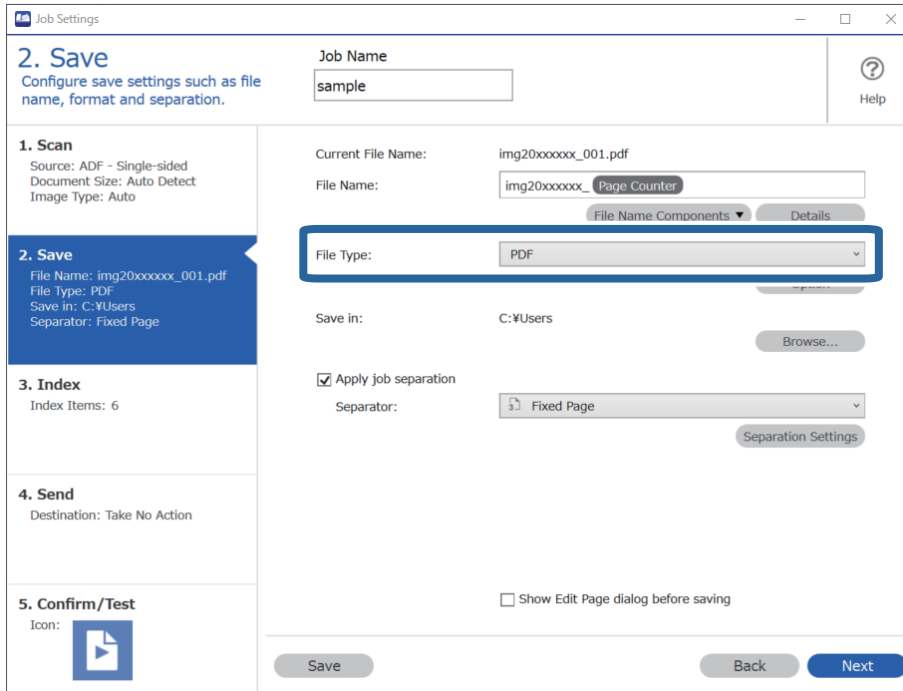 Job Settings
2. Save
Configure save settings such as file
name, format and separation.
Job Name
sample
Help
1. Scan
Source: ADF - Single-sided
Document Size: Auto Detect
Image Type: Auto
2. Save
File Name: img20xxxxxx_001.pdf
File Type: PDF
Save in: C:¥Users
Separator: Fixed Page
3. Index
Index Items: 6
4. Send
Destination: Take No Action
5. Confirm/Test
Icon:
Current File Name: img20xxxxxx_001.pdf
File Name: img20xxxxxx_ Page Counter
File Name Components ▼ Details
File Type: PDF
Save in: C:¥Users
Browse...
Apply job separation
Separator: 3 Fixed Page
Separation Settings
Show Edit Page dialog before saving
Save Back Next